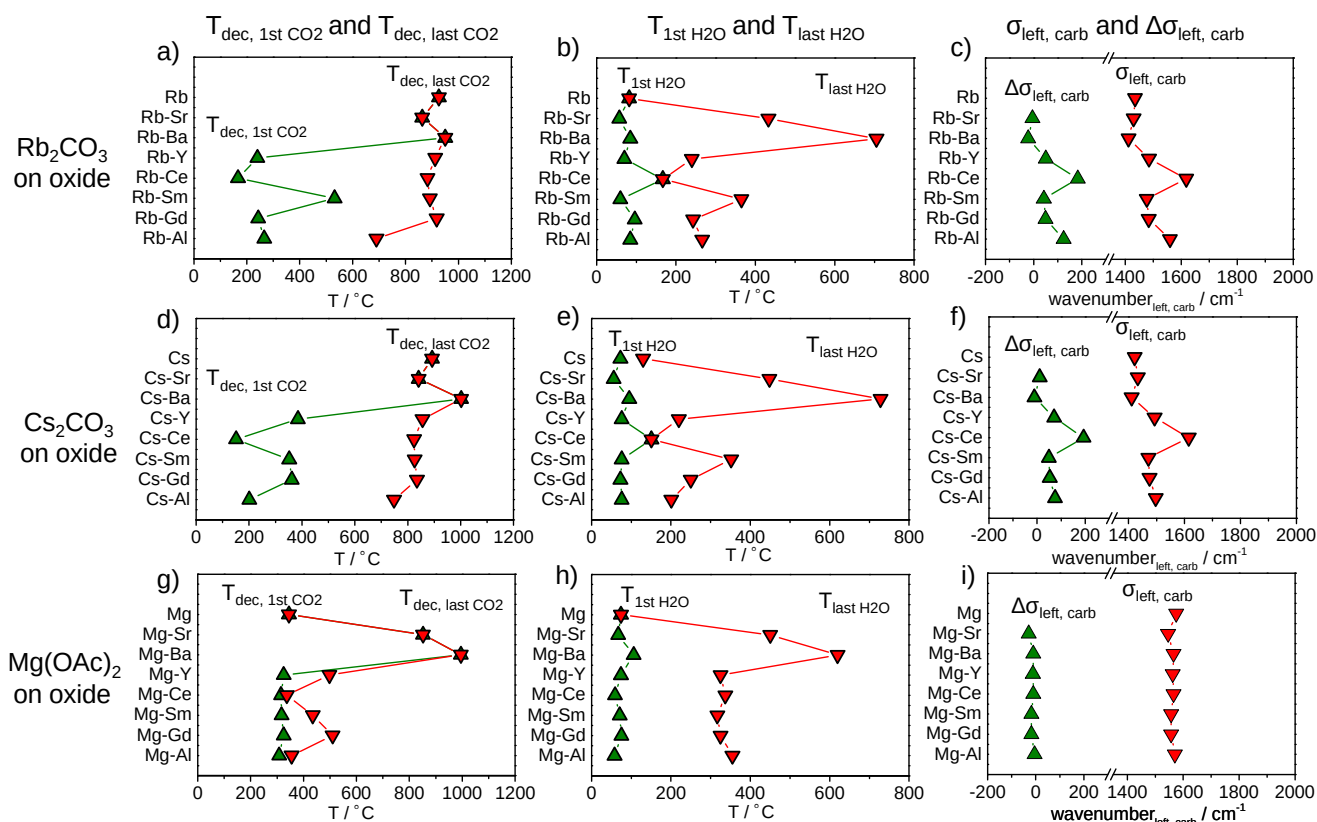 T_dec, 1st CO2 and T_dec, last CO2
T_1st H2O and T_last H2O
σ_left, carb and Δσ_left, carb
Rb₂CO₃
on oxide
a)
T_dec, last CO2
T_dec, 1st CO2
Rb
Rb-Sr
Rb-Ba
Rb-Y
Rb-Ce
Rb-Sm
Rb-Gd
Rb-Al
0 200 400 600 800 1000 1200
T / ˚C
b)
T_1st H2O
T_last H2O
Rb
Rb-Sr
Rb-Ba
Rb-Y
Rb-Ce
Rb-Sm
Rb-Gd
Rb-Al
0 200 400 600 800
T / ˚C
c)
σ_left, carb
Δσ_left, carb
Rb
Rb-Sr
Rb-Ba
Rb-Y
Rb-Ce
Rb-Sm
Rb-Gd
Rb-Al
-200 0 200 1400 1600 1800 2000
wavenumber_left, carb / cm⁻¹
Cs₂CO₃
on oxide
d)
T_dec, last CO2
T_dec, 1st CO2
Cs
Cs-Sr
Cs-Ba
Cs-Y
Cs-Ce
Cs-Sm
Cs-Gd
Cs-Al
0 200 400 600 800 1000 1200
T / ˚C
e)
T_1st H2O
T_last H2O
Cs
Cs-Sr
Cs-Ba
Cs-Y
Cs-Ce
Cs-Sm
Cs-Gd
Cs-Al
0 200 400 600 800
T / ˚C
f)
σ_left, carb
Δσ_left, carb
Cs
Cs-Sr
Cs-Ba
Cs-Y
Cs-Ce
Cs-Sm
Cs-Gd
Cs-Al
-200 0 200 1400 1600 1800 2000
wavenumber_left, carb / cm⁻¹
Mg(OAc)₂
on oxide
g)
T_dec, 1st CO2
T_dec, last CO2
Mg
Mg-Sr
Mg-Ba
Mg-Y
Mg-Ce
Mg-Sm
Mg-Gd
Mg-Al
0 200 400 600 800 1000 1200
T / ˚C
h)
T_1st H2O
T_last H2O
Mg
Mg-Sr
Mg-Ba
Mg-Y
Mg-Ce
Mg-Sm
Mg-Gd
Mg-Al
0 200 400 600 800
T / ˚C
i)
σ_left, carb
Δσ_left, carb
Mg
Mg-Sr
Mg-Ba
Mg-Y
Mg-Ce
Mg-Sm
Mg-Gd
Mg-Al
-200 0 200 1400 1600 1800 2000
wavenumber_left, carb / cm⁻¹